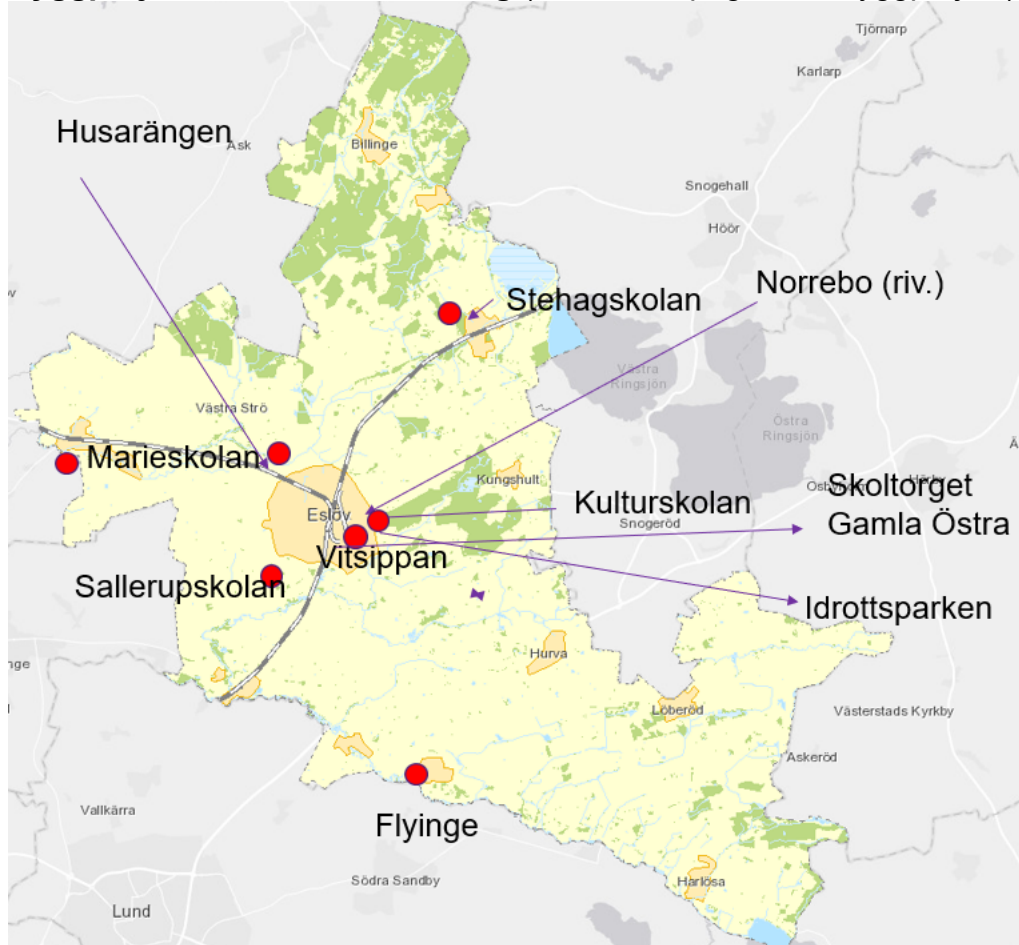 Tjörnarp
Karlarp
Husarängen
Ask
Billinge
Snogehall
Höör
Norrebo (riv.)
Stehagskolan
Västra
Ringsjön
Västra Strö
Östra
Ringsjön
Marieskolan
Kungshult
Skoltorget
Kulturskolan
Eslöv
Snogeröd
Gamla Östra
Vitsippan
Sallerupskolan
Idrottsparken
Hurva
Löberöd
Västerstads Kyrkby
Askeröd
Vallkärra
Flyinge
Södra Sandby
Harlösa
Lund